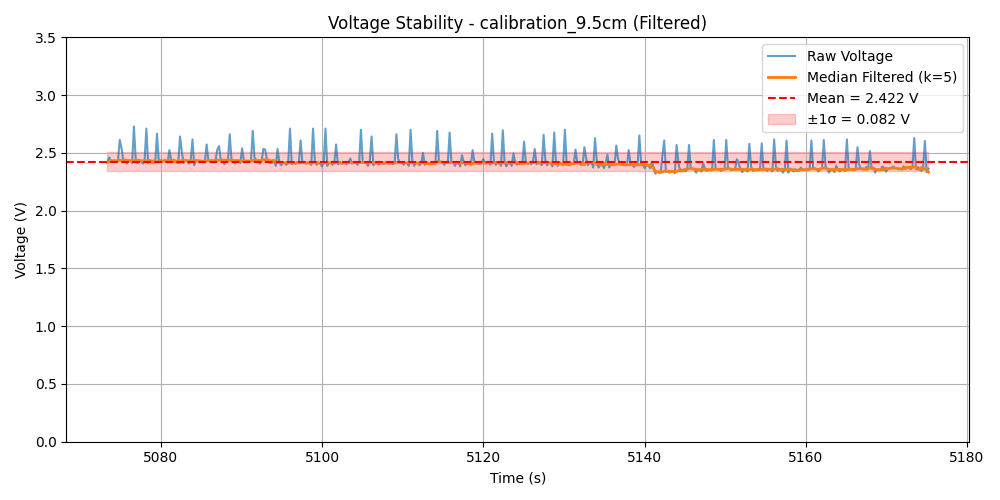 Voltage Stability - calibration_9.5cm (Filtered)
Raw Voltage
Median Filtered (k=5)
Mean = 2.422 V
±1σ = 0.082 V
Voltage (V)
3.5
3.0
2.5
2.0
1.5
1.0
0.5
0.0
5080
5100
5120
5140
5160
5180
Time (s)